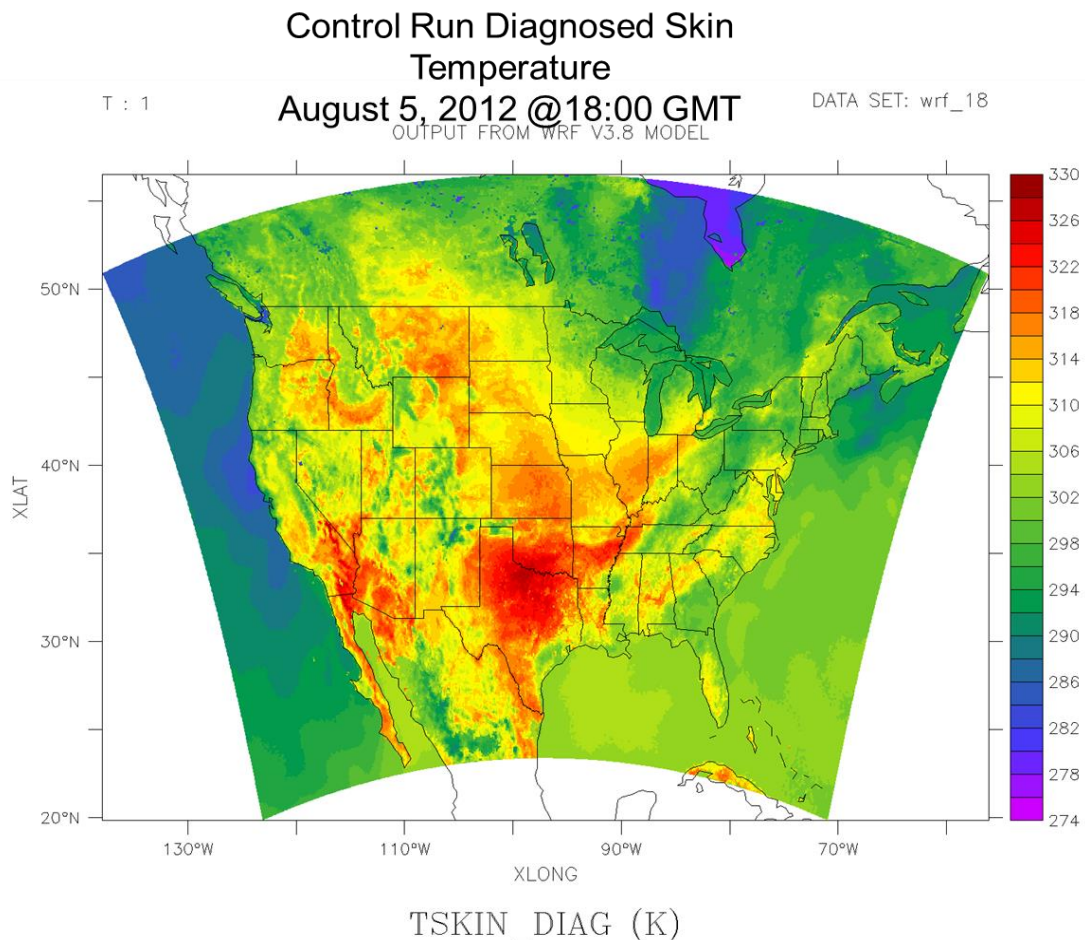 Control Run Diagnosed Skin
Temperature
August 5, 2012 @18:00 GMT
T : 1
DATA SET: wrf_18
OUTPUT FROM WRF V3.8 MODEL
330
326
322
318
314
310
306
302
298
294
290
286
282
278
274
50°N
40°N
30°N
20°N
XLAT
130°W
110°W
90°W
70°W
XLONG
TSKIN_DIAG (K)